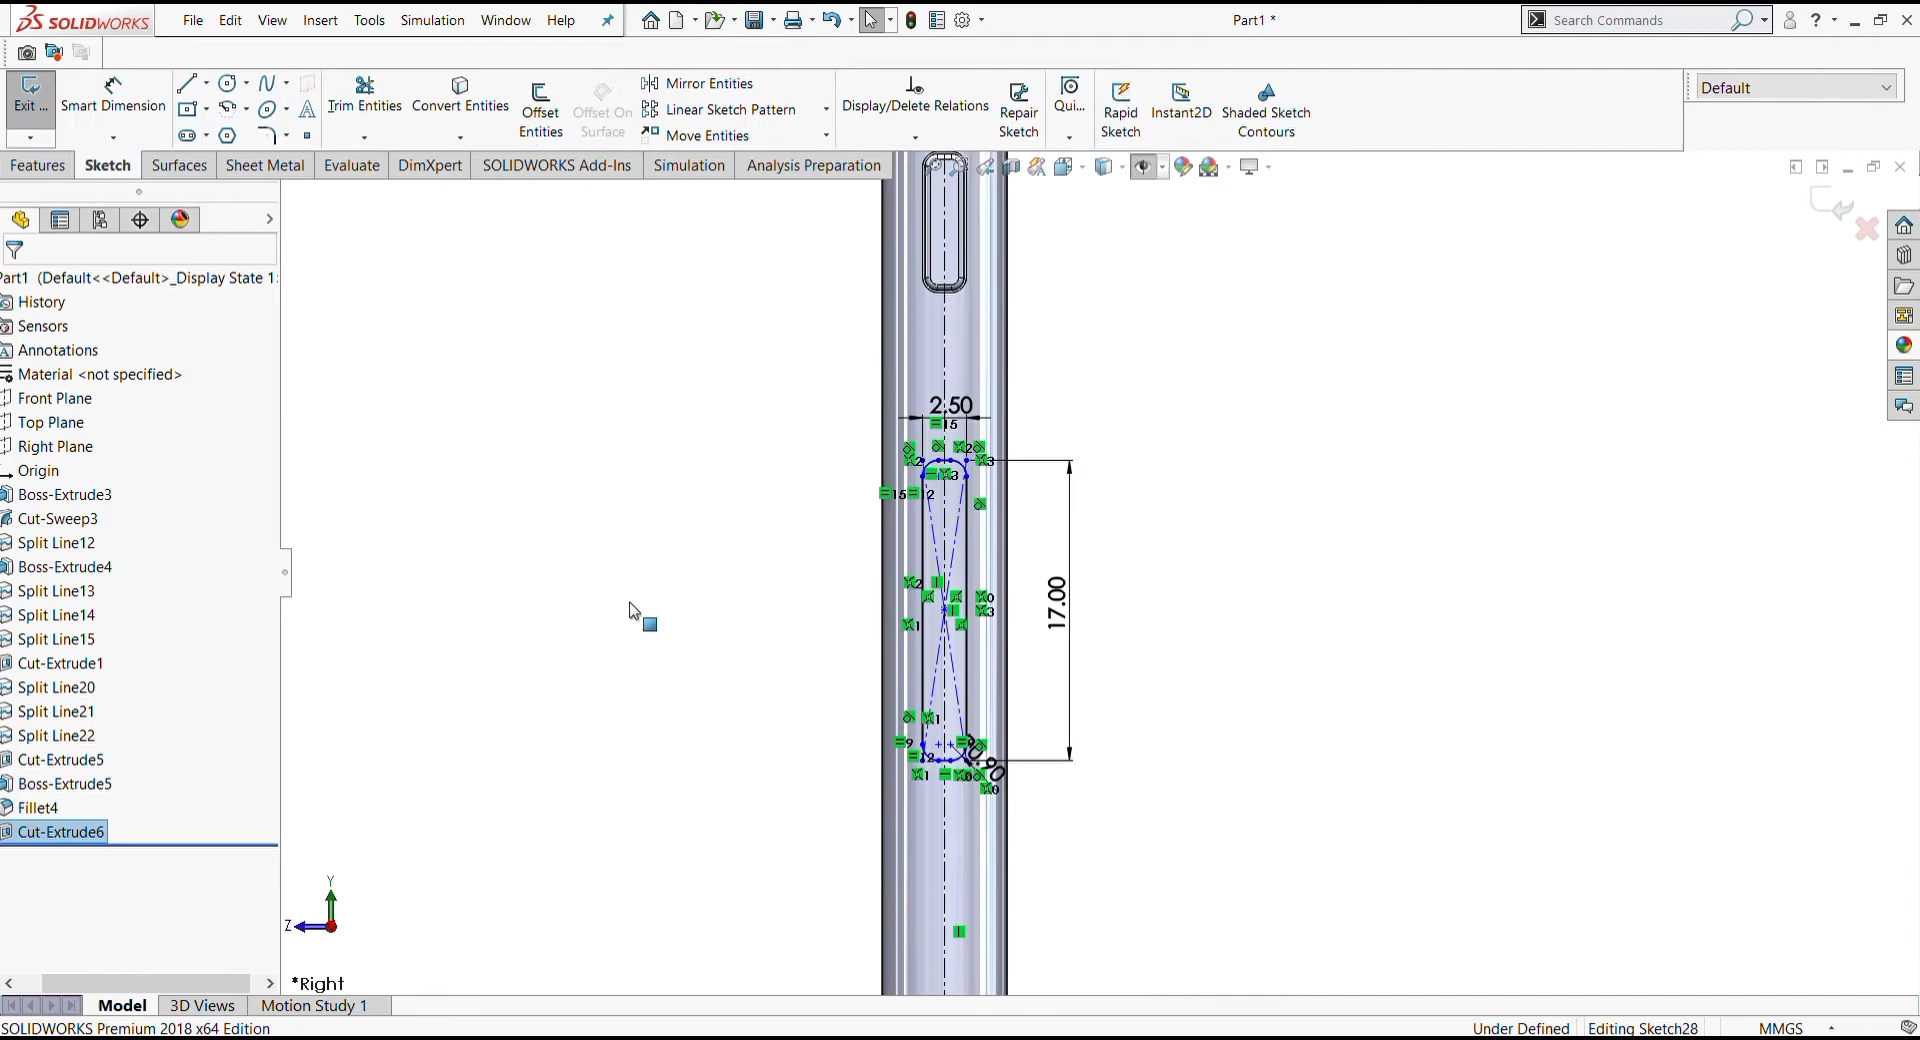 SOLIDWORKS
File Edit View Insert Tools Simulation Window Help
Part1 *
Search Commands
Exit ...
Smart Dimension
Trim Entities
Convert Entities
Offset Entities
Offset On Surface
Mirror Entities
Linear Sketch Pattern
Move Entities
Display/Delete Relations
Repair Sketch
Qui...
Rapid Sketch
Instant2D
Shaded Sketch Contours
Default
Features Sketch Surfaces Sheet Metal Evaluate DimXpert SOLIDWORKS Add-Ins Simulation Analysis Preparation
Part1 (Default<<Default>_Display State 1
History
Sensors
Annotations
Material <not specified>
Front Plane
Top Plane
Right Plane
Origin
Boss-Extrude3
Cut-Sweep3
Split Line12
Boss-Extrude4
Split Line13
Split Line14
Split Line15
Cut-Extrude1
Split Line20
Split Line21
Split Line22
Cut-Extrude5
Boss-Extrude5
Fillet4
Cut-Extrude6
2.50
15
17.00
Y
Z
*Right
Model 3D Views Motion Study 1
SOLIDWORKS Premium 2018 x64 Edition
Under Defined Editing Sketch28 MMGS